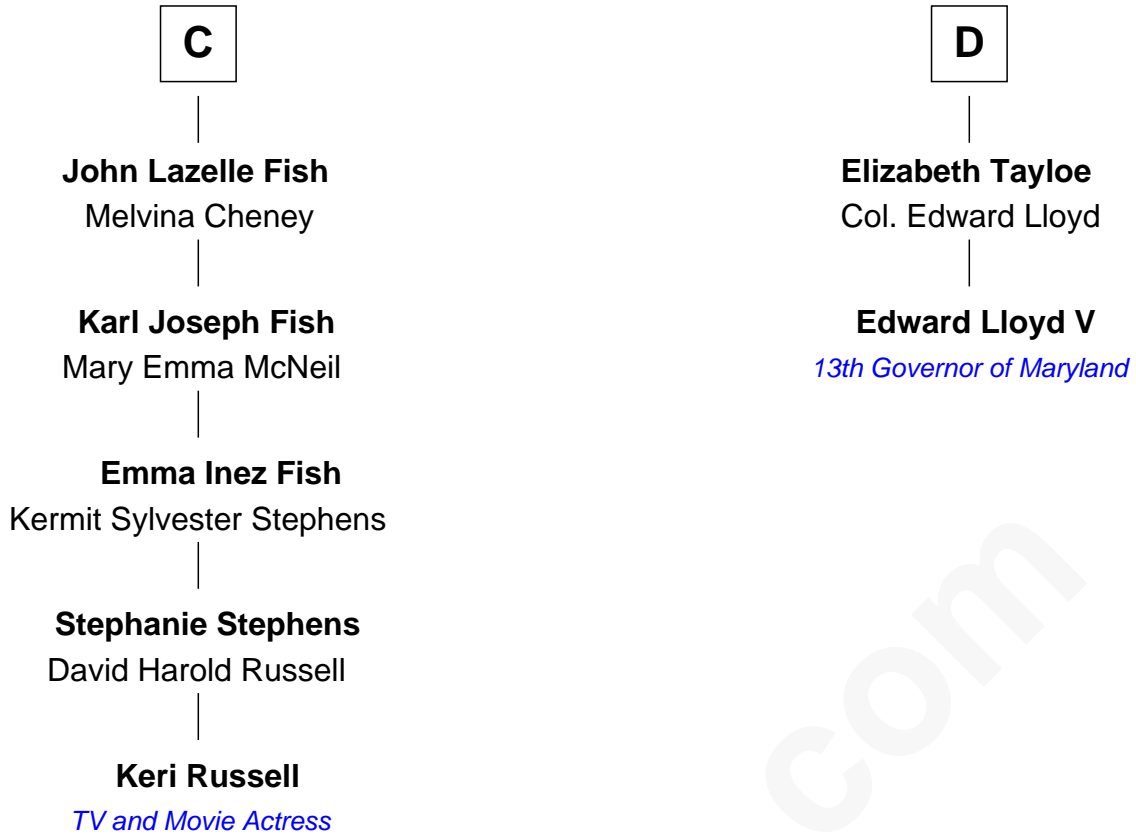 C
John Lazelle Fish
Melvina Cheney
Karl Joseph Fish
Mary Emma McNeil
Emma Inez Fish
Kermit Sylvester Stephens
Stephanie Stephens
David Harold Russell
Keri Russell
TV and Movie Actress
D
Elizabeth Tayloe
Col. Edward Lloyd
Edward Lloyd V
13th Governor of Maryland
com